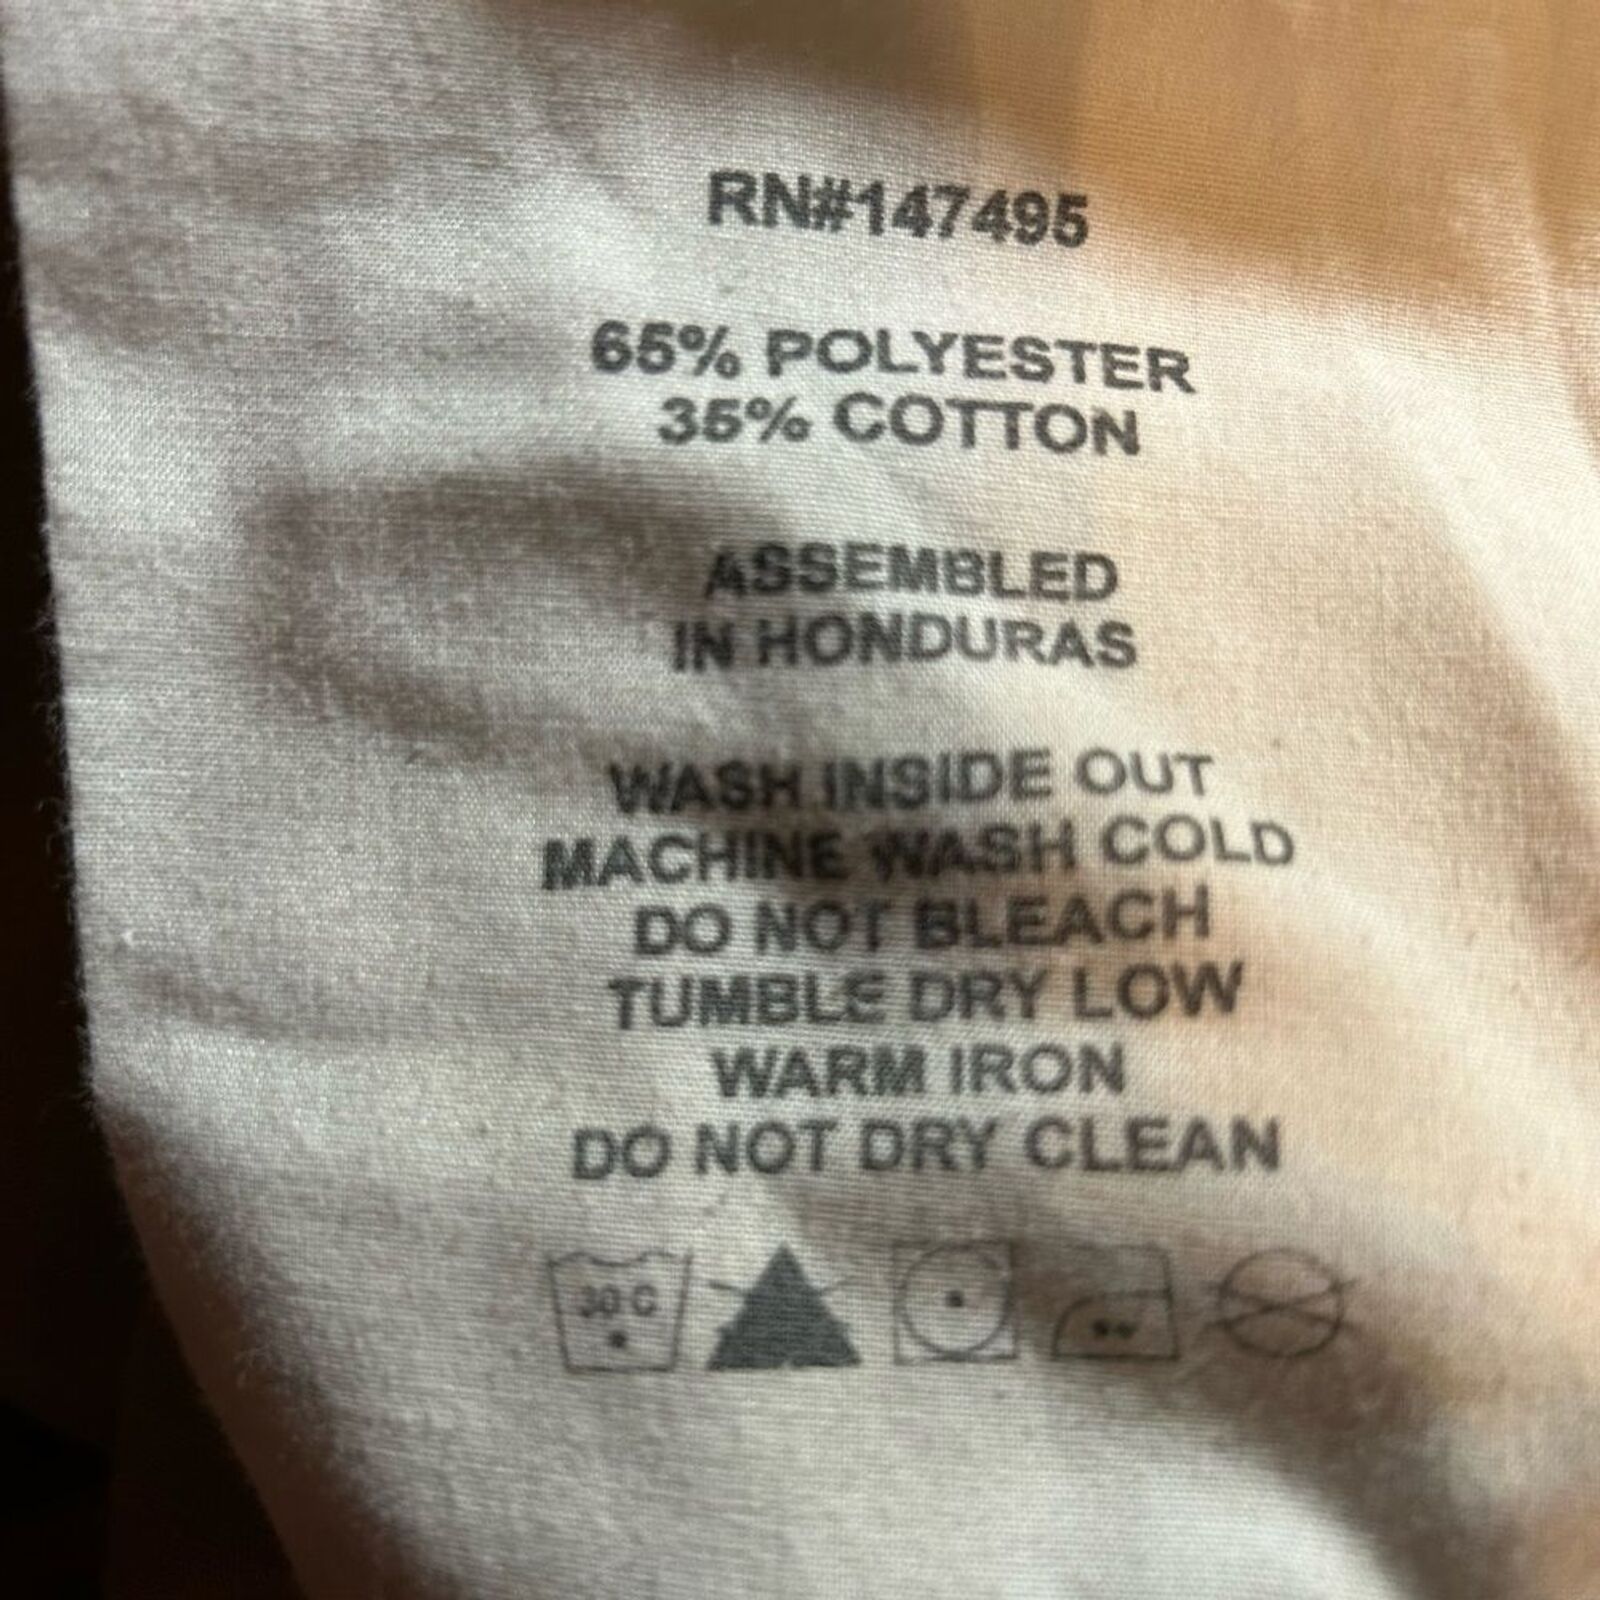 RN#147495
65% POLYESTER
35% COTTON
ASSEMBLED
IN HONDURAS
WASH INSIDE OUT
MACHINE WASH COLD
DO NOT BLEACH
TUMBLE DRY LOW
WARM IRON
DO NOT DRY CLEAN
30 C